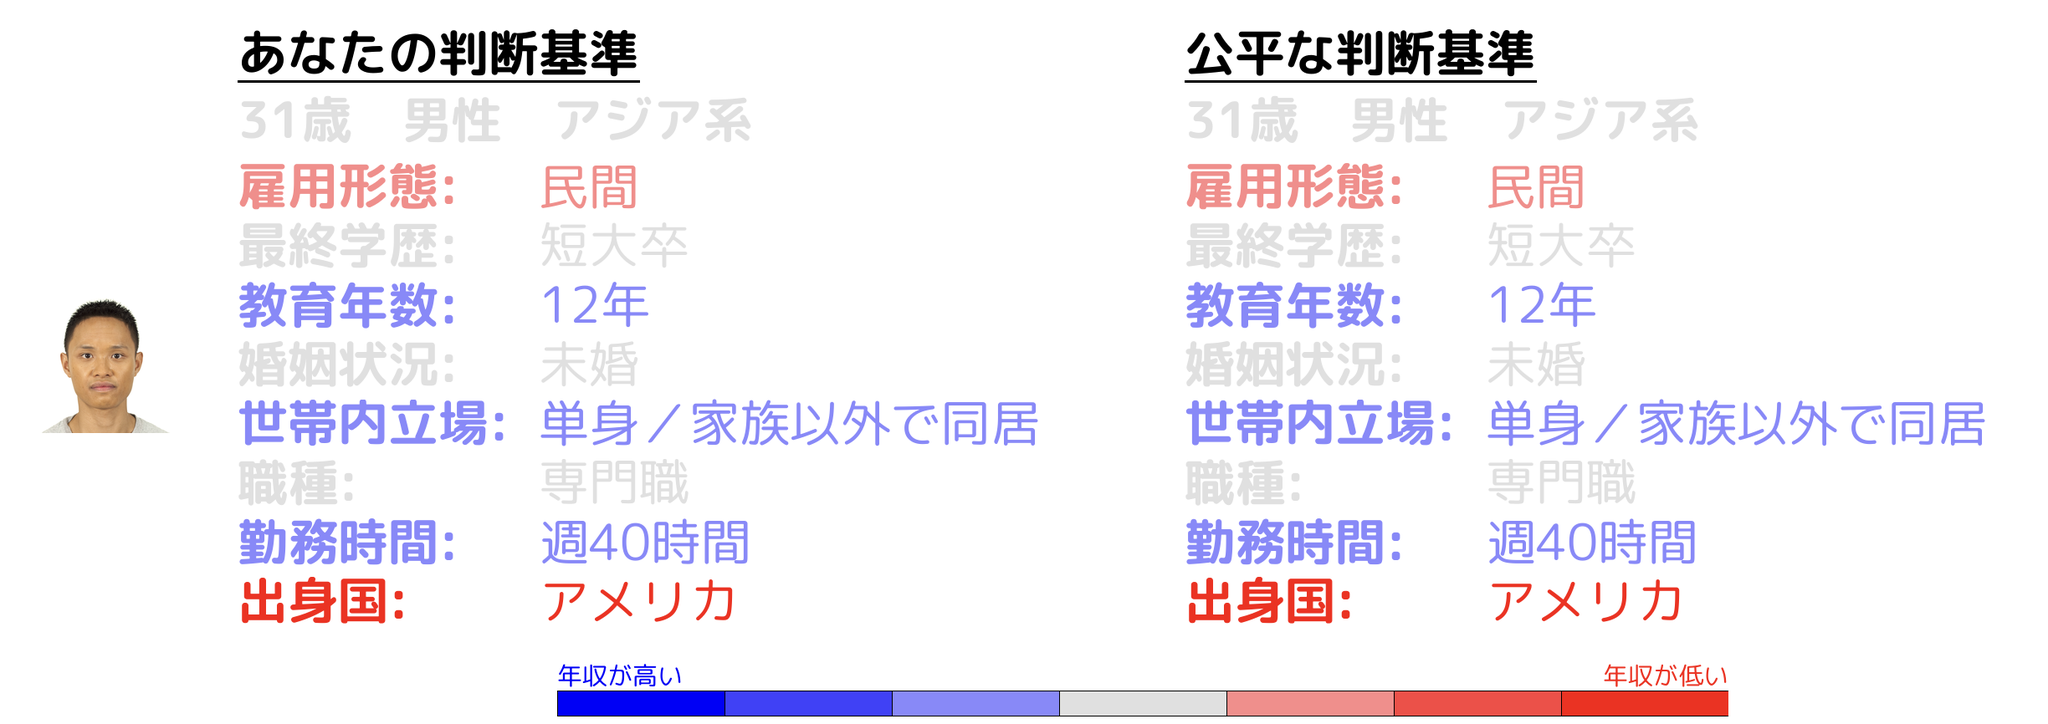 あなたの判断基準
31歳　男性　アジア系
雇用形態: 民間
最終学歴: 短大卒
教育年数: 12年
婚姻状況: 未婚
世帯内立場: 単身／家族以外で同居
職種: 専門職
勤務時間: 週40時間
出身国: アメリカ
公平な判断基準
31歳　男性　アジア系
雇用形態: 民間
最終学歴: 短大卒
教育年数: 12年
婚姻状況: 未婚
世帯内立場: 単身／家族以外で同居
職種: 専門職
勤務時間: 週40時間
出身国: アメリカ
年収が高い
年収が低い